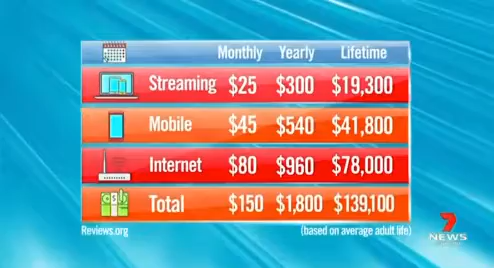 Monthly Yearly Lifetime
Streaming $25 $300 $19,300
Mobile $45 $540 $41,800
Internet $80 $960 $78,000
Total $150 $1,800 $139,100
Reviews.org (based on average adult life)
7
NEWS